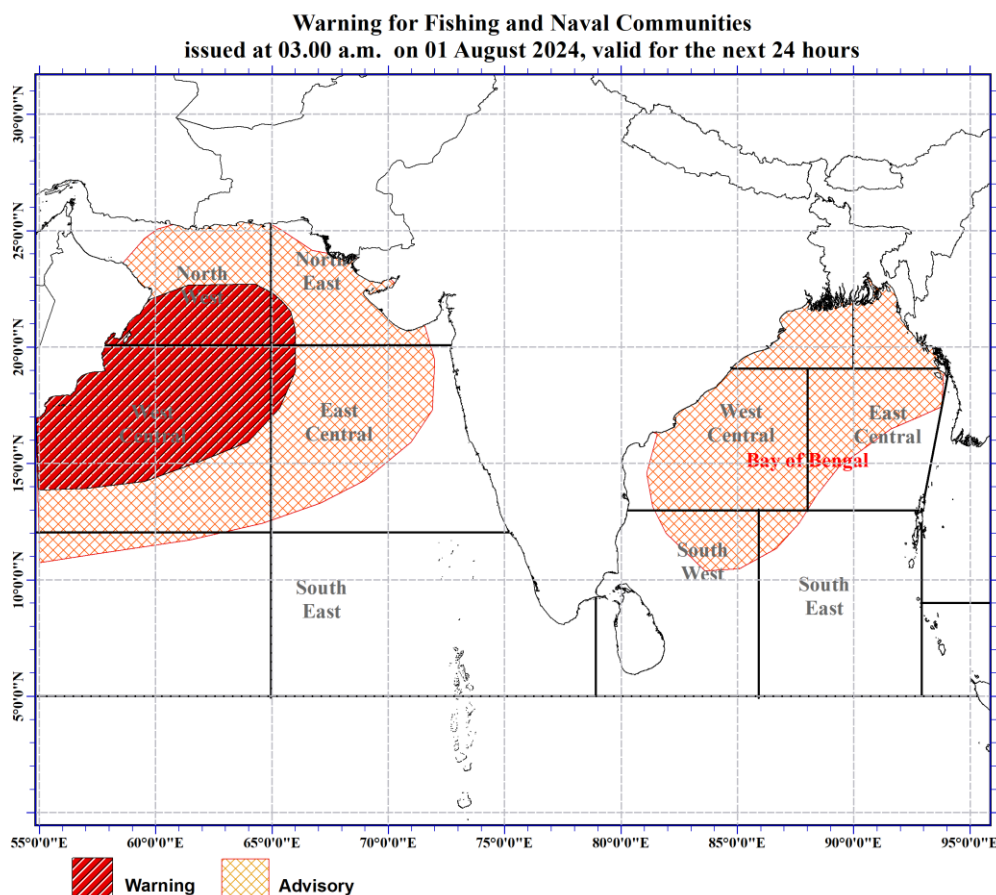 Warning for Fishing and Naval Communities
issued at 03.00 a.m. on 01 August 2024, valid for the next 24 hours
30°0'0"N
25°0'0"N
20°0'0"N
15°0'0"N
10°0'0"N
5°0'0"N
North
West
North
East
West
Central
East
Central
South
East
West
Central
East
Central
Bay of Bengal
South
West
South
East
55°0'0"E
60°0'0"E
65°0'0"E
70°0'0"E
75°0'0"E
80°0'0"E
85°0'0"E
90°0'0"E
95°0'0"E
Warning
Advisory